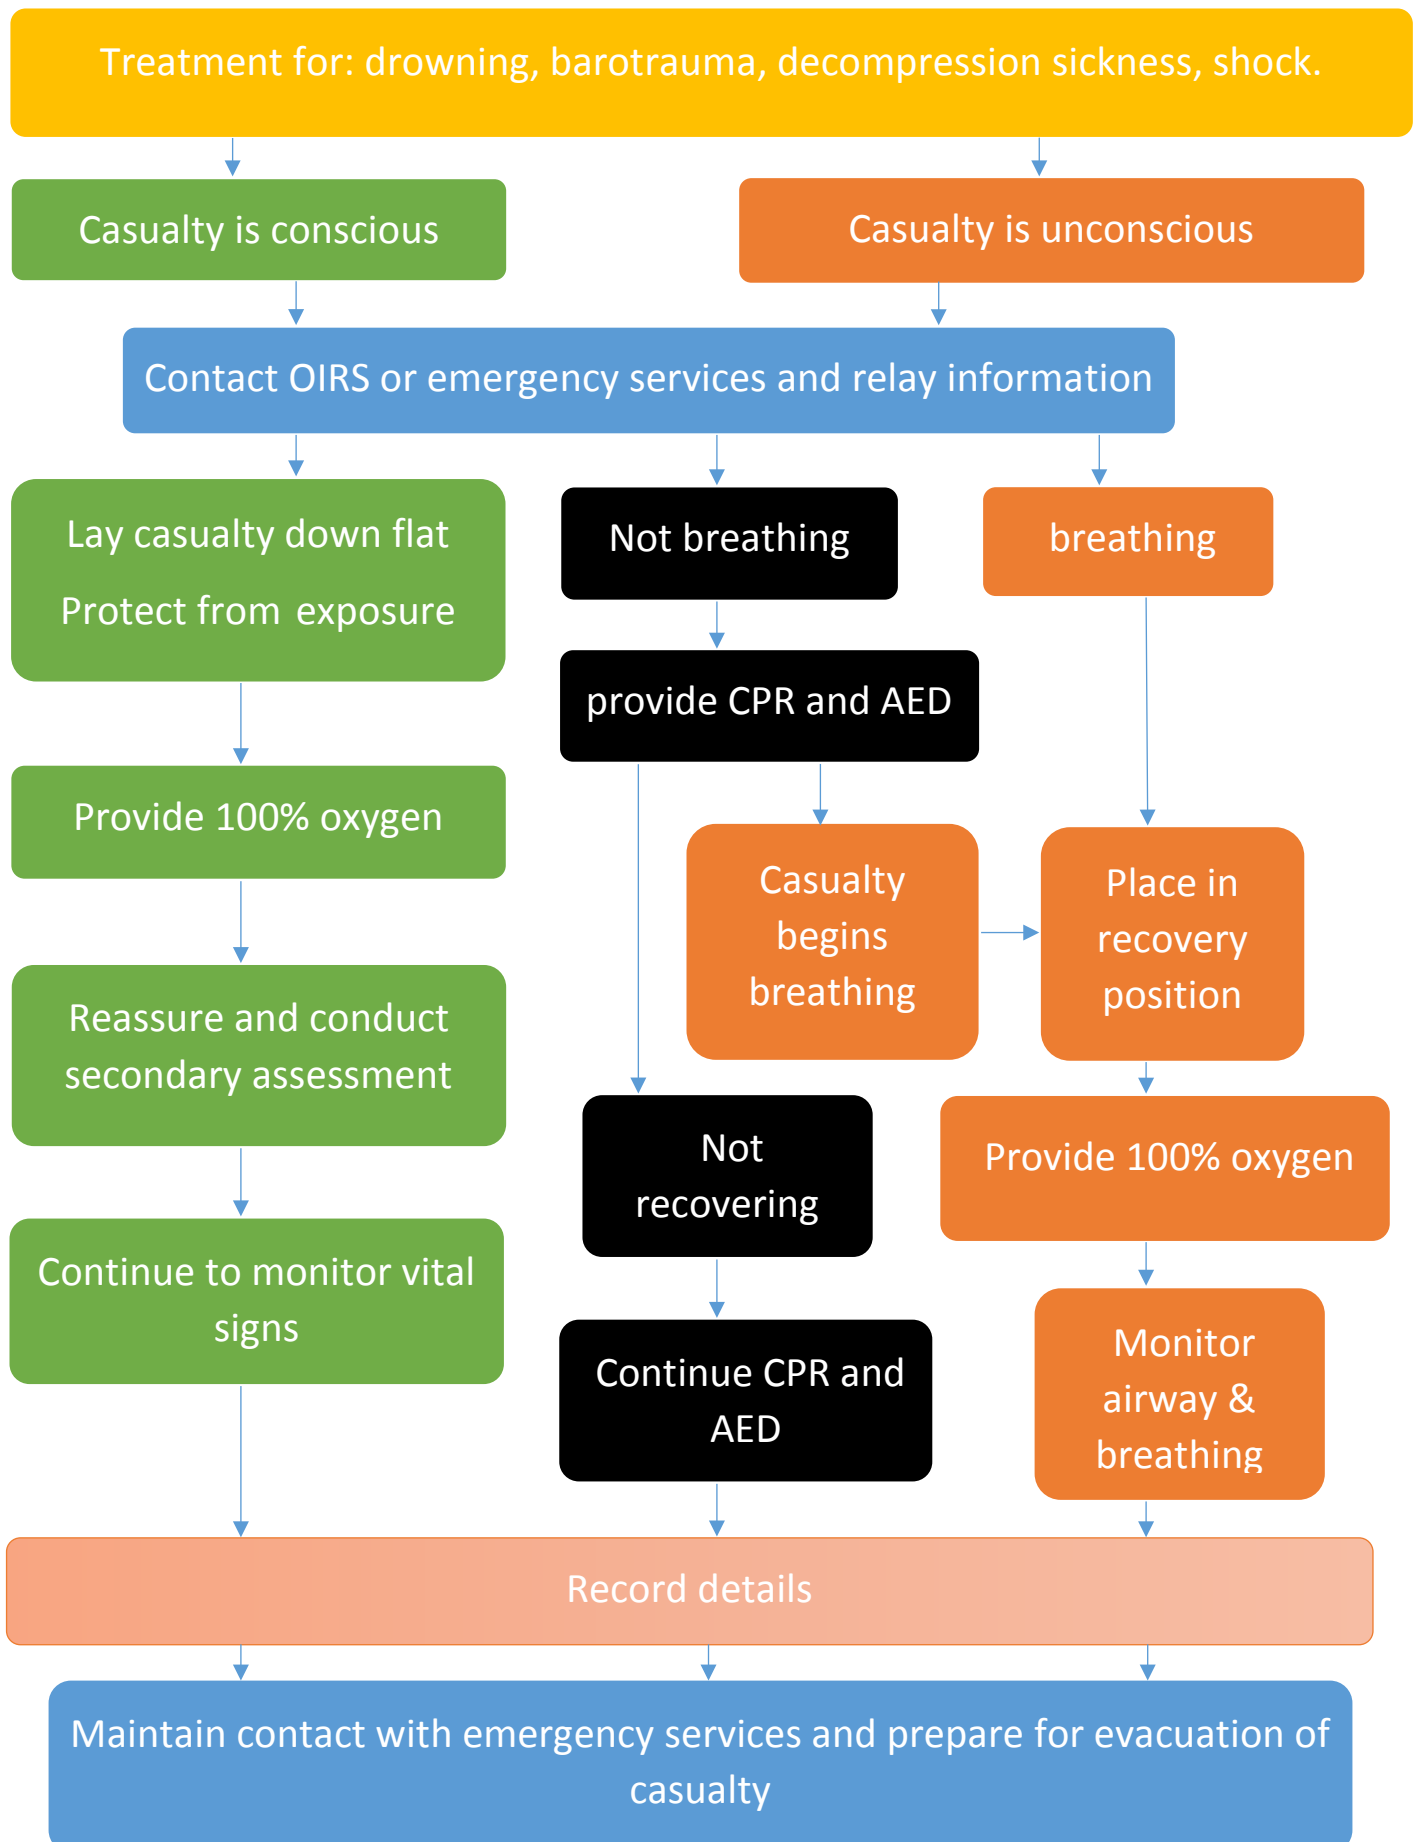 Treatment for: drowning, barotrauma, decompression sickness, shock.
Casualty is conscious
Casualty is unconscious
Contact OIRS or emergency services and relay information
Lay casualty down flat
Protect from exposure
Not breathing
breathing
provide CPR and AED
Provide 100% oxygen
Casualty
begins
breathing
Place in
recovery
position
Reassure and conduct
secondary assessment
Not
recovering
Provide 100% oxygen
Continue to monitor vital
signs
Continue CPR and
AED
Monitor
airway &
breathing
Record details
Maintain contact with emergency services and prepare for evacuation of
casualty